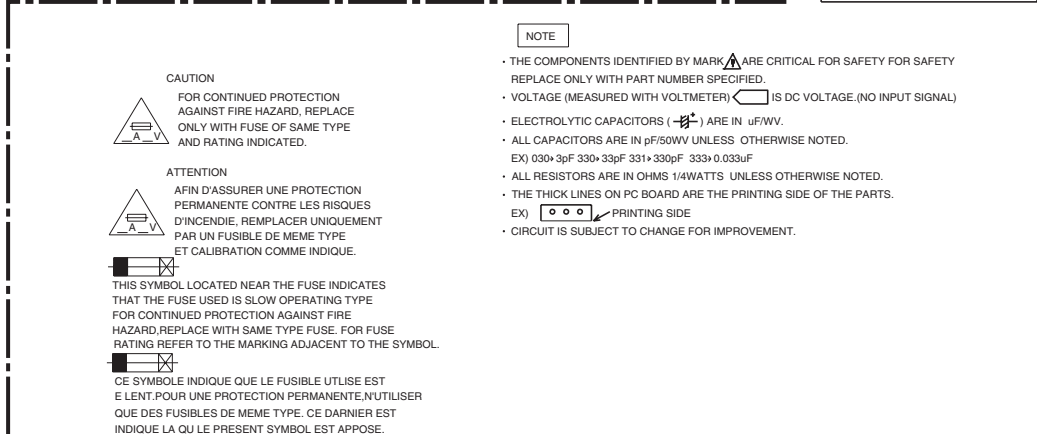 CAUTION
FOR CONTINUED PROTECTION
AGAINST FIRE HAZARD, REPLACE
ONLY WITH FUSE OF SAME TYPE
AND RATING INDICATED.
__A__V
ATTENTION
AFIN D'ASSURER UNE PROTECTION
PERMANENTE CONTRE LES RISQUES
D'INCENDIE, REMPLACER UNIQUEMENT
PAR UN FUSIBLE DE MEME TYPE
ET CALIBRATION COMME INDIQUE.
__A__V
THIS SYMBOL LOCATED NEAR THE FUSE INDICATES
THAT THE FUSE USED IS SLOW OPERATING TYPE
FOR CONTINUED PROTECTION AGAINST FIRE
HAZARD,REPLACE WITH SAME TYPE FUSE. FOR FUSE
RATING REFER TO THE MARKING ADJACENT TO THE SYMBOL.
CE SYMBOLE INDIQUE QUE LE FUSIBLE UTLISE EST
E LENT.POUR UNE PROTECTION PERMANENTE,N'UTILISER
QUE DES FUSIBLES DE MEME TYPE. CE DARNIER EST
INDIQUE LA QU LE PRESENT SYMBOL EST APPOSE.
NOTE
· THE COMPONENTS IDENTIFIED BY MARK ARE CRITICAL FOR SAFETY FOR SAFETY
REPLACE ONLY WITH PART NUMBER SPECIFIED.
· VOLTAGE (MEASURED WITH VOLTMETER) IS DC VOLTAGE.(NO INPUT SIGNAL)
· ELECTROLYTIC CAPACITORS ( + ) ARE IN uF/WV.
· ALL CAPACITORS ARE IN pF/50WV UNLESS OTHERWISE NOTED.
EX) 030→3pF 330→33pF 331→330pF 333→0.033uF
· ALL RESISTORS ARE IN OHMS 1/4WATTS UNLESS OTHERWISE NOTED.
· THE THICK LINES ON PC BOARD ARE THE PRINTING SIDE OF THE PARTS.
EX) PRINTING SIDE
· CIRCUIT IS SUBJECT TO CHANGE FOR IMPROVEMENT.